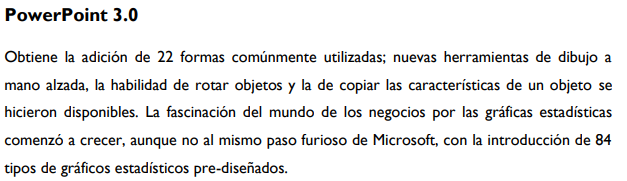 PowerPoint 3.0
Obtiene la adición de 22 formas comúnmente utilizadas; nuevas herramientas de dibujo a
mano alzada, la habilidad de rotar objetos y la de copiar las características de un objeto se
hicieron disponibles. La fascinación del mundo de los negocios por las gráficas estadísticas
comenzó a crecer, aunque no al mismo paso furioso de Microsoft, con la introducción de 84
tipos de gráficos estadísticos pre-diseñados.